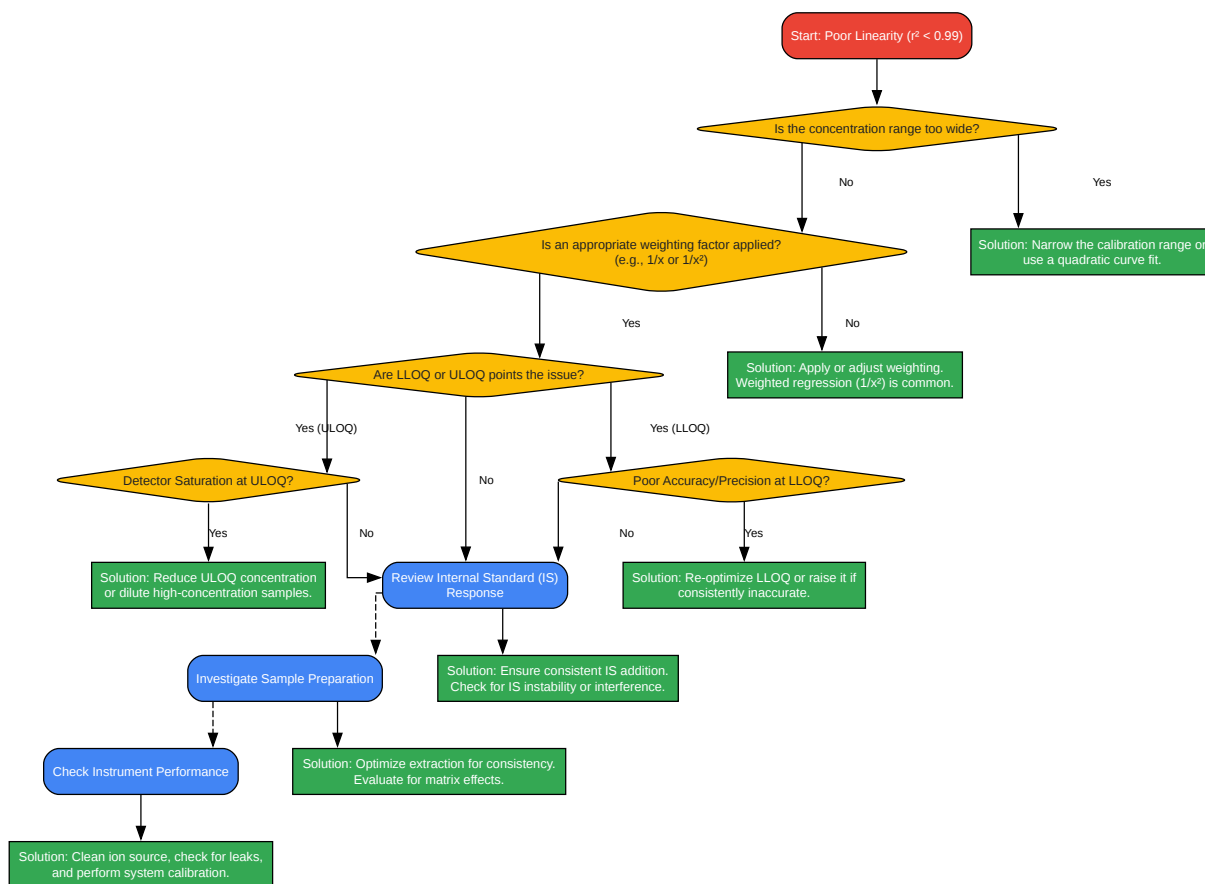 Start: Poor Linearity (r² < 0.99)
Is the concentration range too wide?
No
Yes
Is an appropriate weighting factor applied?
(e.g., 1/x or 1/x²)
Solution: Narrow the calibration range or
use a quadratic curve fit.
Yes
No
Are LLOQ or ULOQ points the issue?
Solution: Apply or adjust weighting.
Weighted regression (1/x²) is common.
Yes (ULOQ)
Yes (LLOQ)
Detector Saturation at ULOQ?
No
Poor Accuracy/Precision at LLOQ?
Yes
No
No
Yes
Solution: Reduce ULOQ concentration
or dilute high-concentration samples.
Review Internal Standard (IS)
Response
Solution: Re-optimize LLOQ or raise it if
consistently inaccurate.
Investigate Sample Preparation
Solution: Ensure consistent IS addition.
Check for IS instability or interference.
Check Instrument Performance
Solution: Optimize extraction for consistency.
Evaluate for matrix effects.
Solution: Clean ion source, check for leaks,
and perform system calibration.